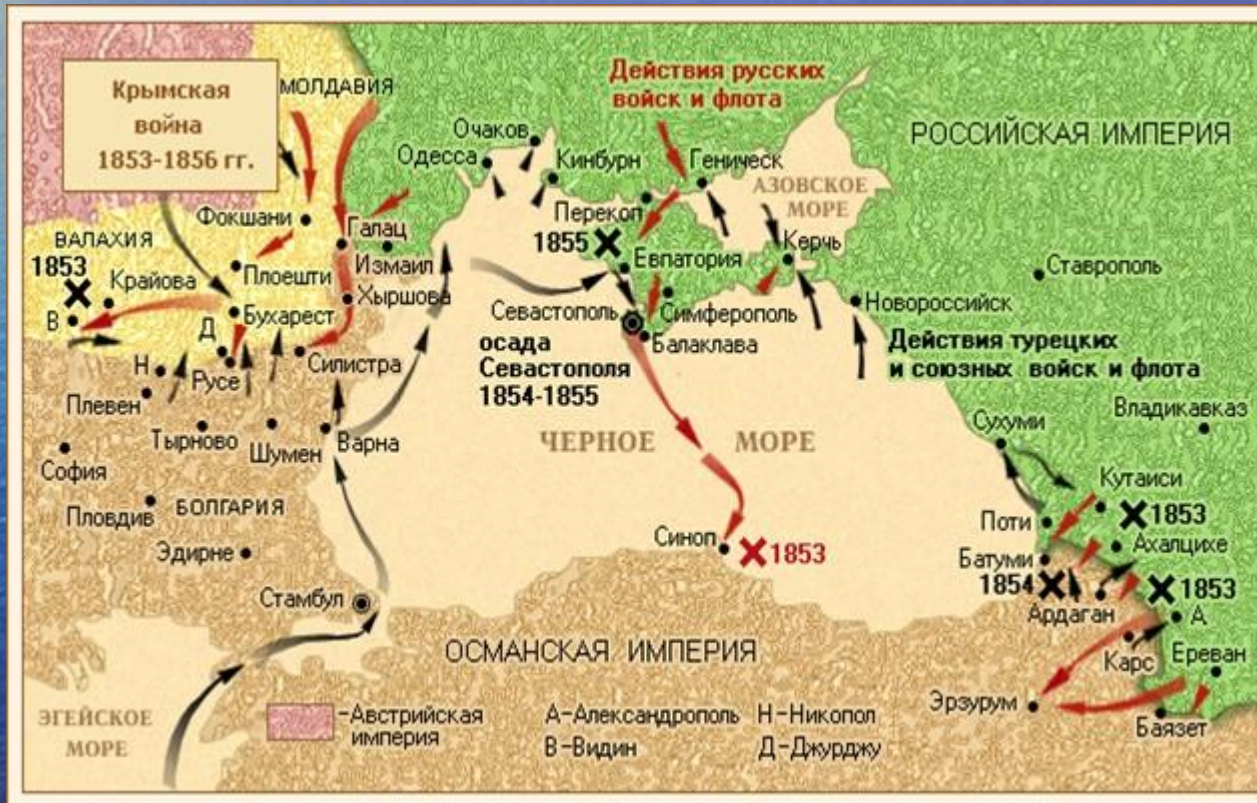 Крымская
война
1853-1856 гг.
МОЛДАВИЯ
Действия русских
войск и флота
РОССИЙСКАЯ ИМПЕРИЯ
Очаков
Одесса
Кинбурн
Геническ
АЗОВСКОЕ
МОРЕ
Перекоп
Фокшани
Галац
1855
Керчь
ВАЛАХИЯ
Евпатория
1853
Крайова
Плоешти
Измаил
Ставрополь
Хыршова
Новороссийск
В
Бухарест
Севастополь
Симферополь
Д
Балаклава
осада
Севастополя
1854-1855
Действия турецких
и союзных войск и флота
Н
Русе
Силистра
Плевен
Владикавказ
Тырново
Шумен
Варна
ЧЕРНОЕ МОРЕ
Сухуми
София
Кутаиси
БОЛГАРИЯ
Пловдив
Поти
1853
Эдирне
Синоп
1853
Ахалцихе
Батуми
1854
1853
Стамбул
Ардаган
А
ОСМАНСКАЯ ИМПЕРИЯ
Карс
Ереван
Эрзурум
Баязет
ЭГЕЙСКОЕ
МОРЕ
-Австрийская
империя
А-Александрополь
В-Видин
Н-Никопол
Д-Джурджу